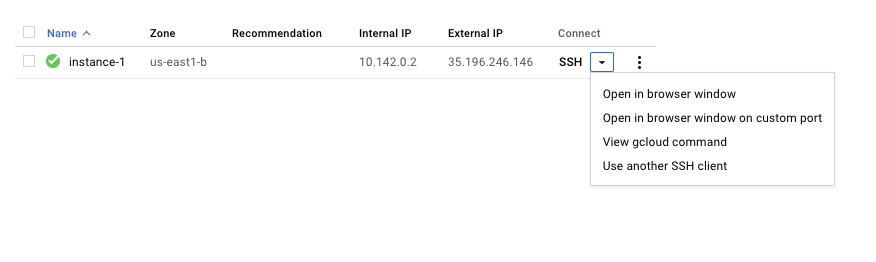 Name Zone Recommendation Internal IP External IP Connect
instance-1 us-east1-b 10.142.0.2 35.196.246.146 SSH
Open in browser window
Open in browser window on custom port
View gcloud command
Use another SSH client